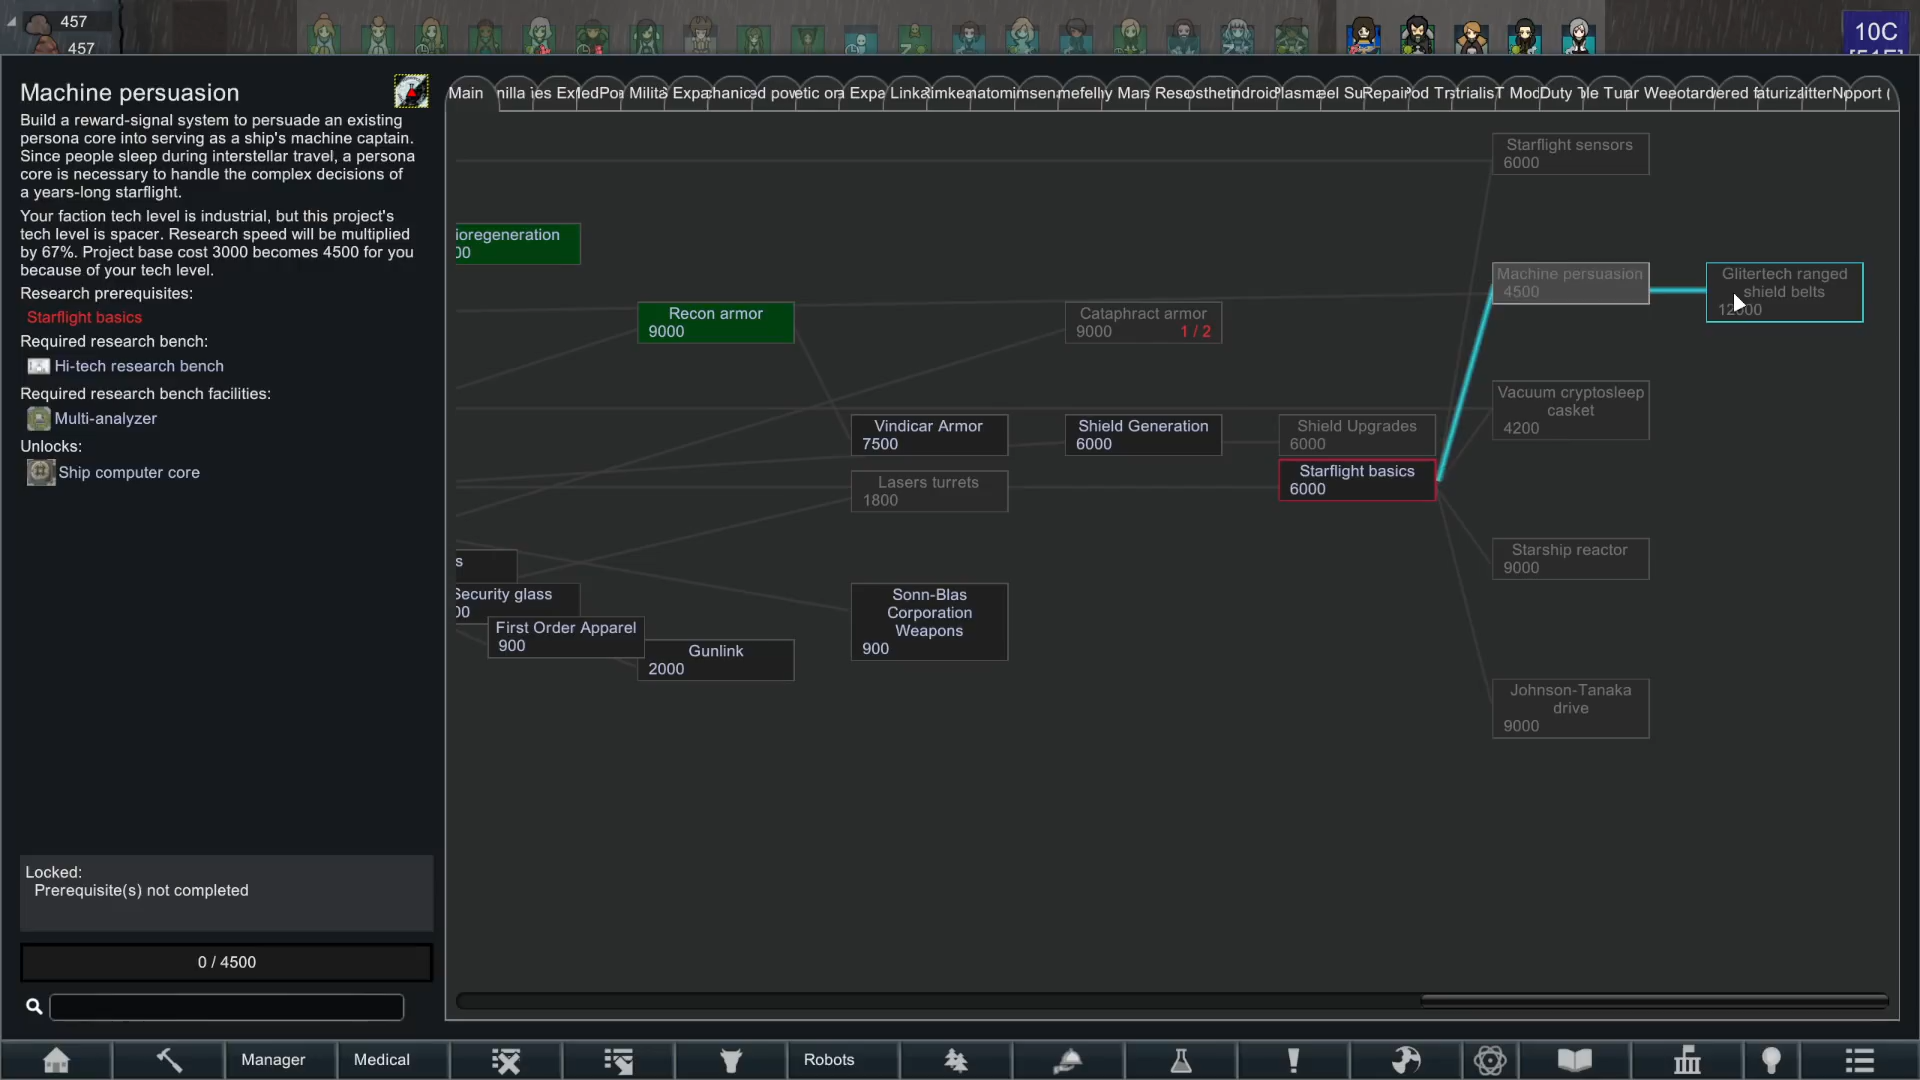 457
457
10C
Machine persuasion
Build a reward-signal system to persuade an existing
persona core into serving as a ship's machine captain.
Since people sleep during interstellar travel, a persona
core is necessary to handle the complex decisions of
a years-long starflight.
Your faction tech level is industrial, but this project's
tech level is spacer. Research speed will be multiplied
by 67%. Project base cost 3000 becomes 4500 for you
because of your tech level.
Research prerequisites:
Starflight basics
Required research bench:
Hi-tech research bench
Required research bench facilities:
Multi-analyzer
Unlocks:
Ship computer core
Locked:
Prerequisite(s) not completed
0 / 4500
Main
Starflight sensors
6000
ioregeneration
00
Machine persuasion
4500
Glitertech ranged
shield belts
Recon armor
9000
Cataphract armor
9000 1 / 2
Vacuum cryptosleep
casket
4200
Vindicar Armor
7500
Shield Generation
6000
Shield Upgrades
6000
Starflight basics
6000
Lasers turrets
1800
Starship reactor
9000
s
Security glass
00
First Order Apparel
900
Gunlink
2000
Sonn-Blas
Corporation
Weapons
900
Johnson-Tanaka
drive
9000
Manager
Medical
Robots